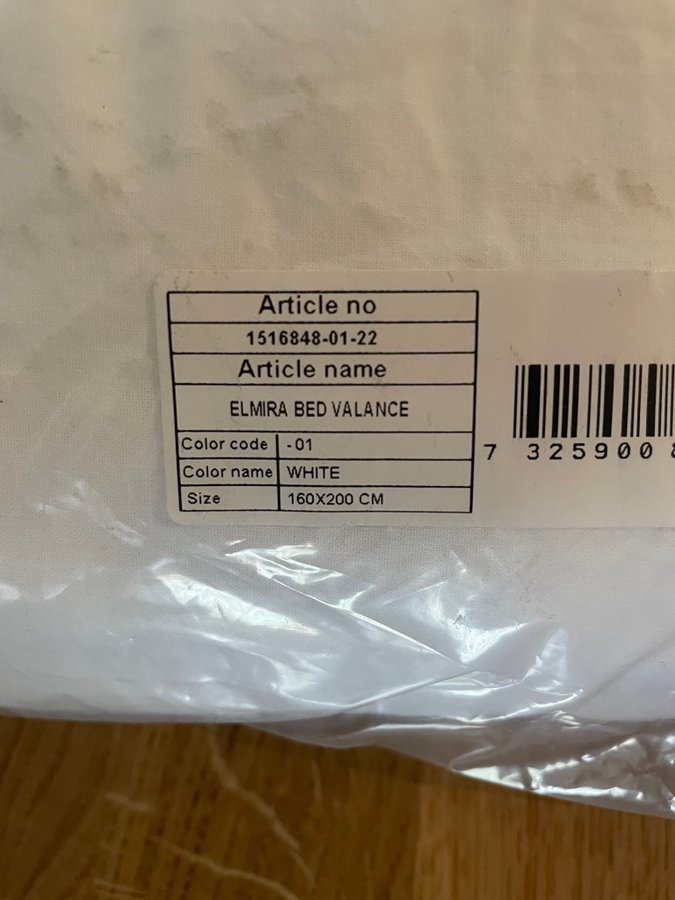 Article no
1516848-01-22
Article name
ELMIRA BED VALANCE
Color code -01
Color name WHITE
Size 160X200 CM
7 325900